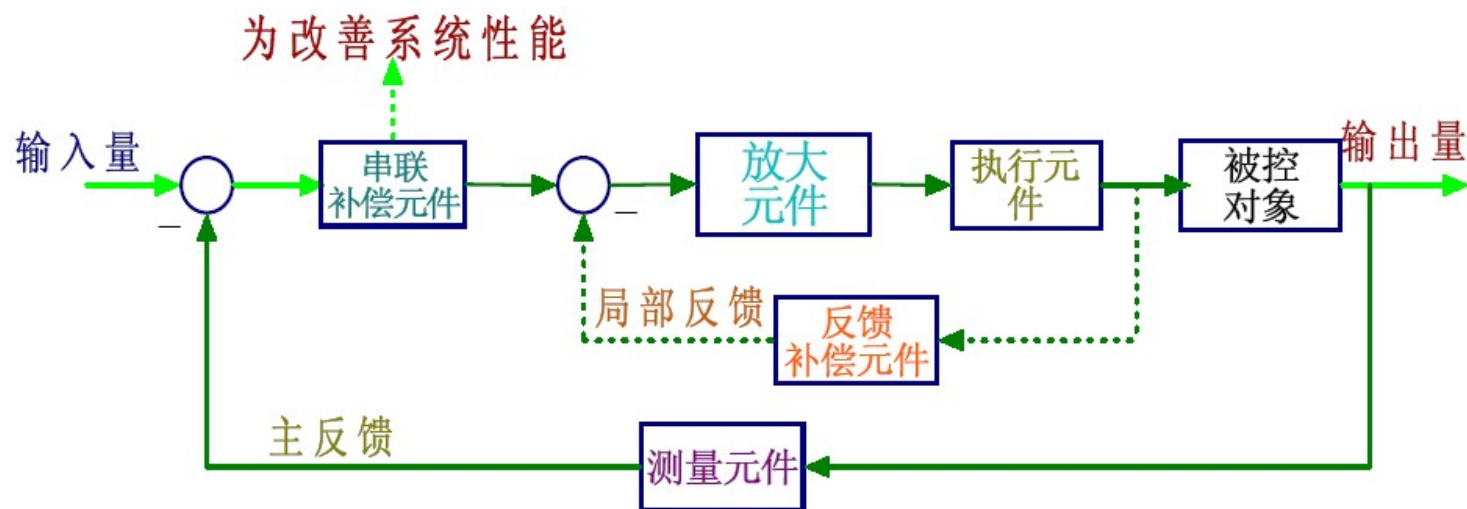 为改善系统性能
输入量
串联
补偿元件
放大
元件
执行元
件
被控
对象
输出量
－
－
局部反馈
反馈
补偿元件
主反馈
测量元件